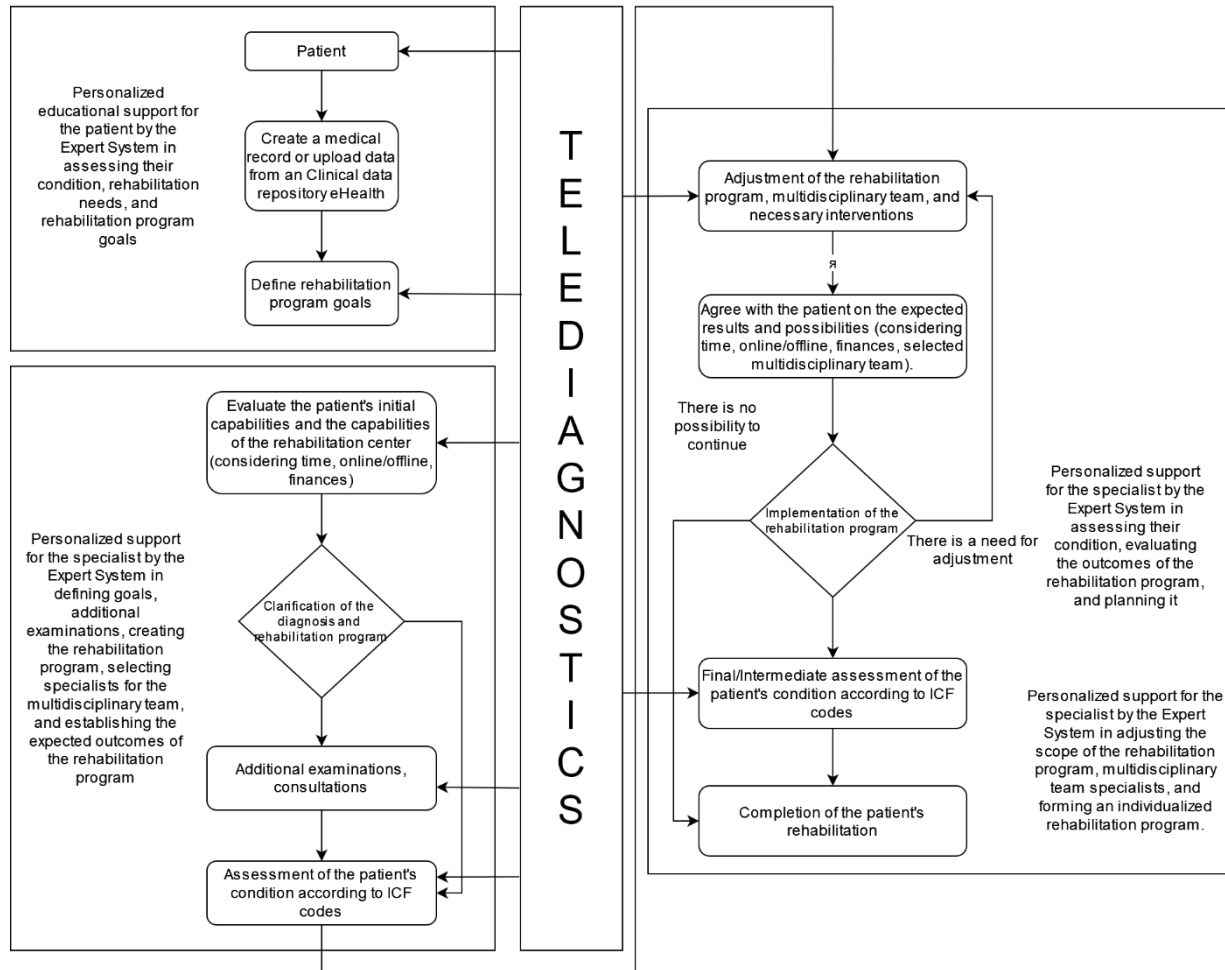 Patient
Personalized
educational support for
the patient by the
Expert System in
assessing their
condition, rehabilitation
needs, and
rehabilitation program
goals
Create a medical
record or upload data
from an Clinical data
repository eHealth
Define rehabilitation
program goals
Evaluate the patient's initial
capabilities and the capabilities
of the rehabilitation center
(considering time, online/offline,
finances)
Personalized support
for the specialist by the
Expert System in
defining goals,
additional
examinations, creating
the rehabilitation
program, selecting
specialists for the
multidisciplinary team,
and establishing the
expected outcomes of
the rehabilitation
program
Clarification of the
diagnosis and
rehabilitation program
Additional examinations,
consultations
Assessment of the patient's
condition according to ICF
codes
T
E
L
E
D
I
A
G
N
O
S
T
I
C
S
Adjustment of the rehabilitation
program, multidisciplinary team, and
necessary interventions
я
Agree with the patient on the expected
results and possibilities (considering
time, online/offline, finances, selected
multidisciplinary team).
There is no
possibility to
continue
Implementation of the
rehabilitation program
There is a need for
adjustment
Personalized support
for the specialist by the
Expert System in
assessing their
condition, evaluating
the outcomes of the
rehabilitation program,
and planning it
Final/Intermediate assessment of the
patient's condition according to ICF
codes
Completion of the patient's
rehabilitation
Personalized support for the
specialist by the Expert
System in adjusting the
scope of the rehabilitation
program, multidisciplinary
team specialists, and
forming an individualized
rehabilitation program.